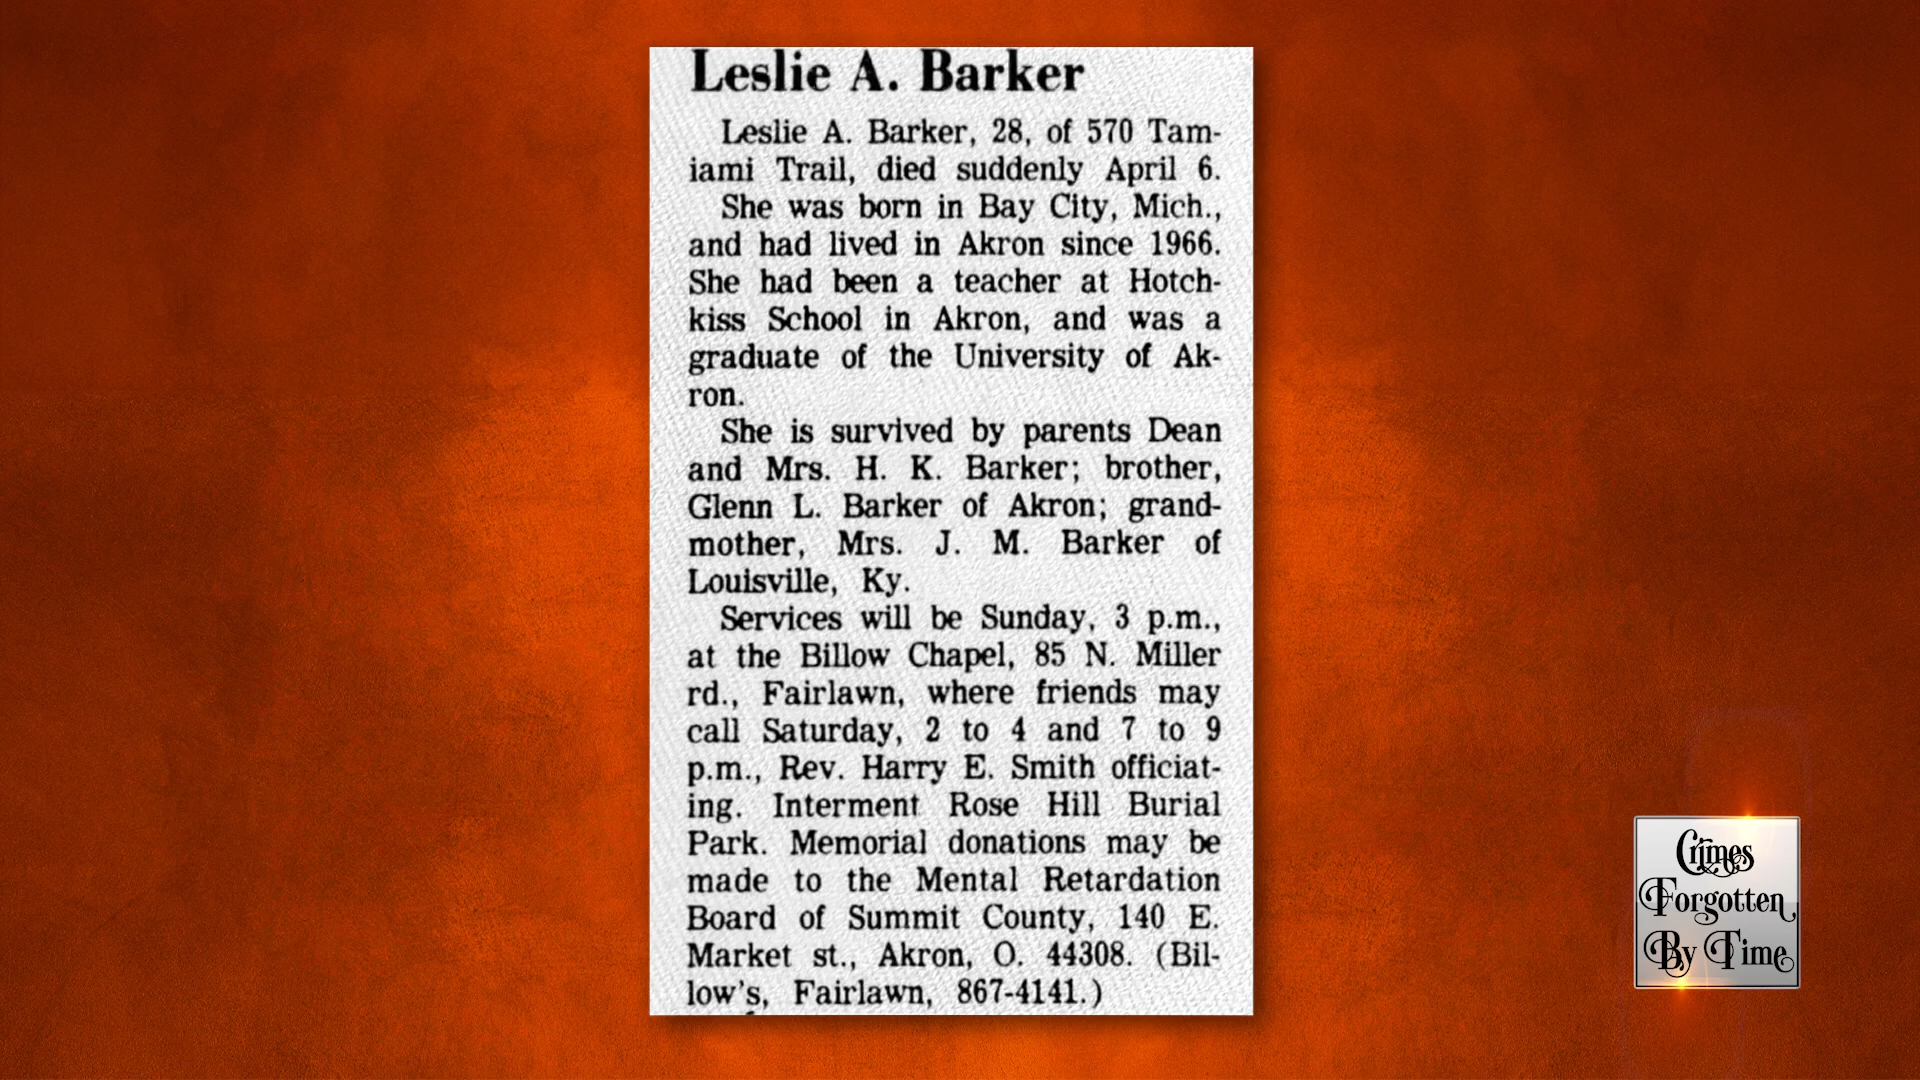 Leslie A. Barker
Leslie A. Barker, 28, of 570 Tam-
iami Trail, died suddenly April 6.
She was born in Bay City, Mich.,
and had lived in Akron since 1966.
She had been a teacher at Hotch-
kiss School in Akron, and was a
graduate of the University of Ak-
ron.
She is survived by parents Dean
and Mrs. H. K. Barker; brother,
Glenn L. Barker of Akron; grand-
mother, Mrs. J. M. Barker of
Louisville, Ky.
Services will be Sunday, 3 p.m.,
at the Billow Chapel, 85 N. Miller
rd., Fairlawn, where friends may
call Saturday, 2 to 4 and 7 to 9
p.m., Rev. Harry E. Smith officiat-
ing. Interment Rose Hill Burial
Park. Memorial donations may be
made to the Mental Retardation
Board of Summit County, 140 E.
Market st., Akron, O. 44308. (Bil-
low's, Fairlawn, 867-4141.)
Crimes
Forgotten
By Time